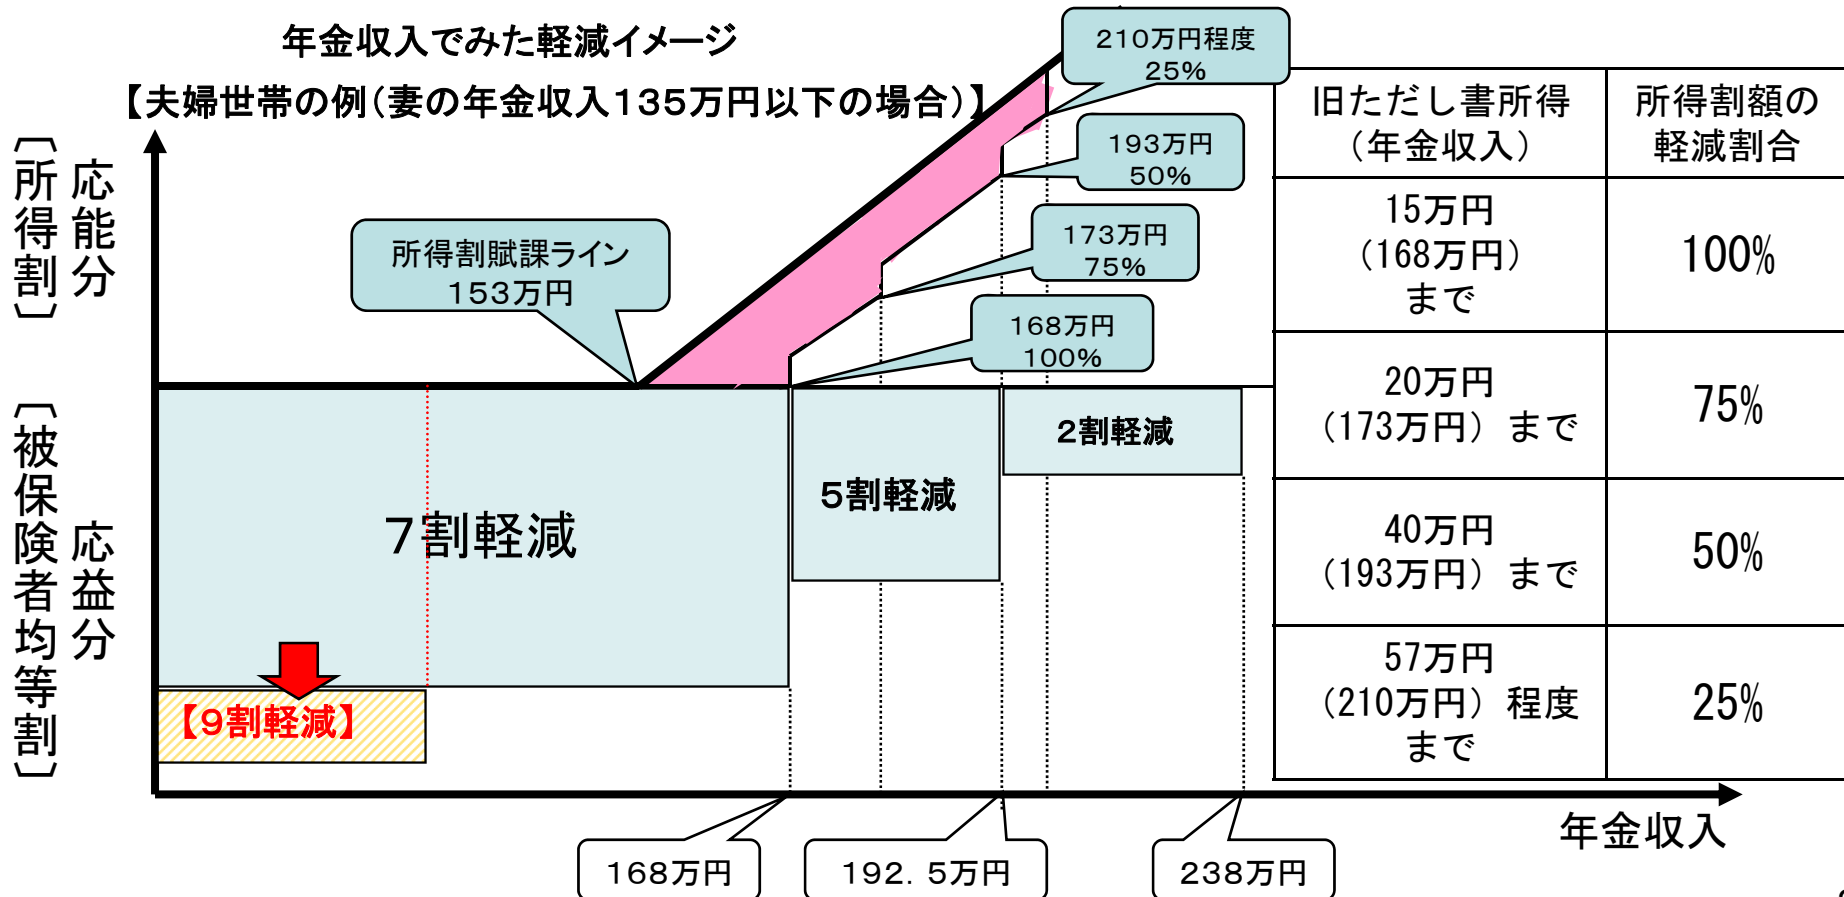 年金収入でみた軽減イメージ
【夫婦世帯の例（妻の年金収入１３５万円以下の場合）】
２１０万円程度
２５％
１９３万円
５０％
１７３万円
７５％
１６８万円
１００％
所得割賦課ライン
１５３万円
応能分
〔所得割〕
応益分
〔被保険者均等割〕
７割軽減
５割軽減
２割軽減
【９割軽減】
１６８万円
１９２．５万円
２３８万円
年金収入
旧ただし書所得
（年金収入）
所得割額の
軽減割合
15万円
（168万円）
まで
100%
20万円
（173万円）まで
75%
40万円
（193万円）まで
50%
57万円
（210万円）程度
まで
25%